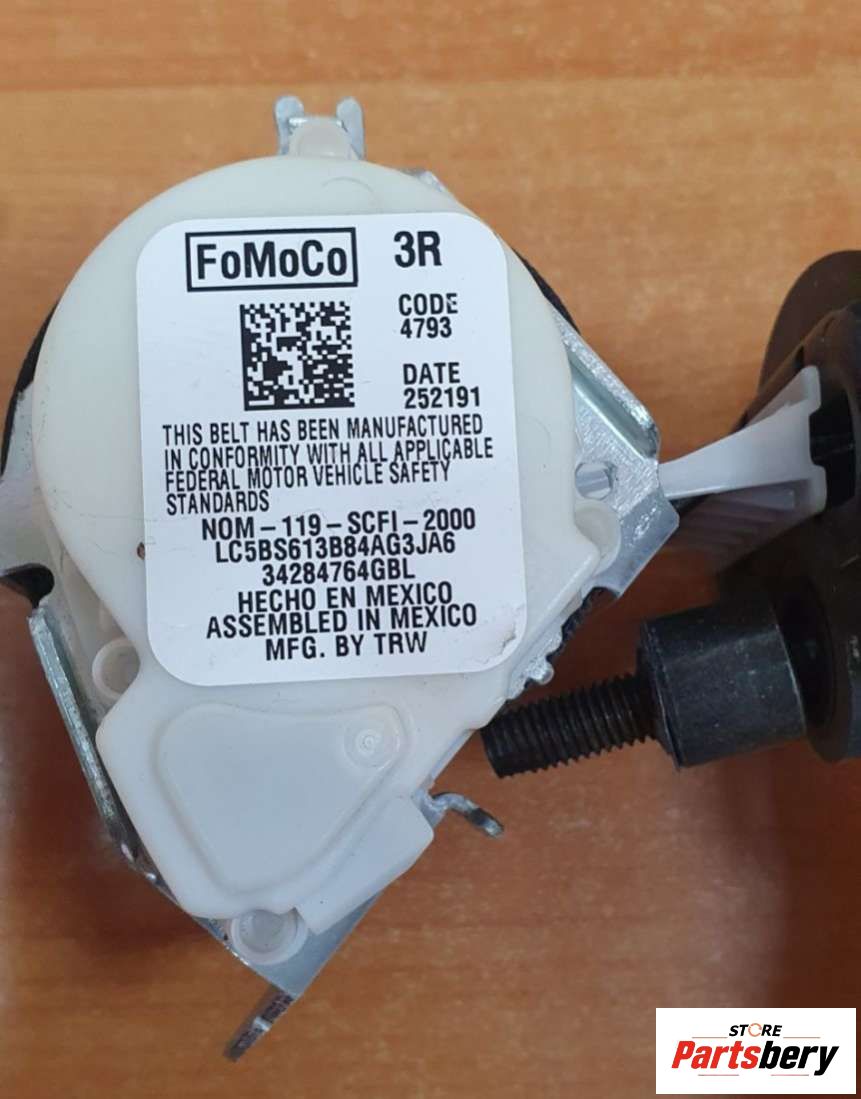 FoMoCo 3R
CODE
4793
DATE
252191
THIS BELT HAS BEEN MANUFACTURED
IN CONFORMITY WITH ALL APPLICABLE
FEDERAL MOTOR VEHICLE SAFETY
STANDARDS
NOM-119-SCFI-2000
LC5BS613B84AG3JA6
34284764GBL
HECHO EN MEXICO
ASSEMBLED IN MEXICO
MFG. BY TRW
STORE
Partsbery